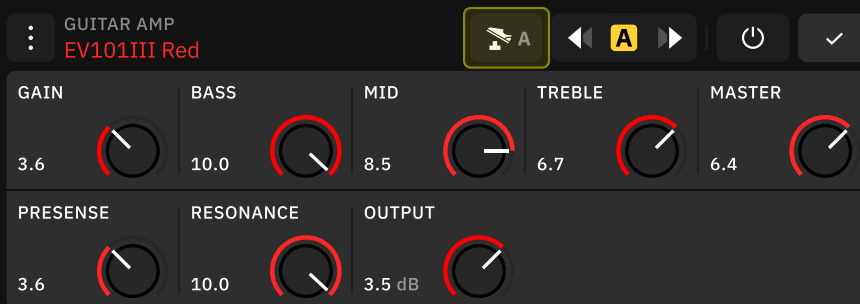 GUITAR AMP
EV101III Red
A
A
GAIN
3.6
BASS
10.0
MID
8.5
TREBLE
6.7
MASTER
6.4
PRESENSE
3.6
RESONANCE
10.0
OUTPUT
3.5 dB